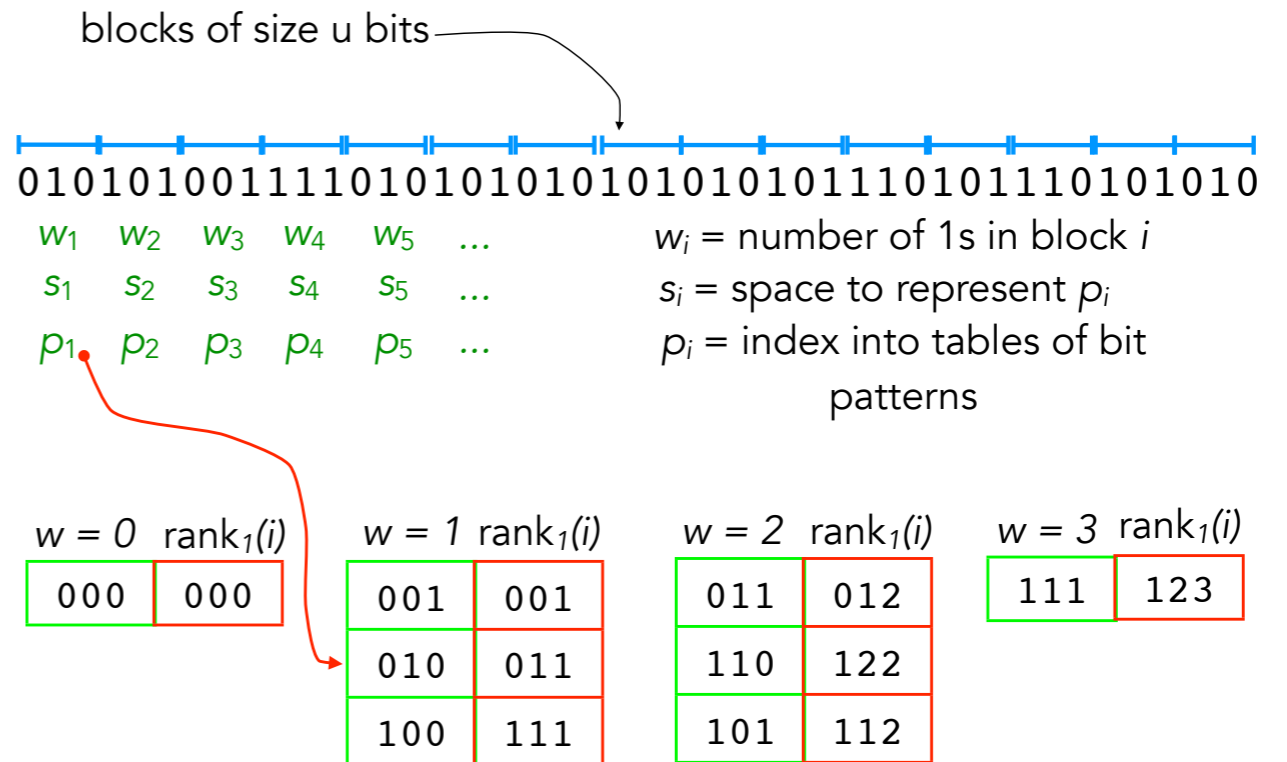 blocks of size u bits
010101001111010101010101010101110101110101010
w1 w2 w3 w4 w5 ... wi = number of 1s in block i
s1 s2 s3 s4 s5 ... si = space to represent pi
p1 p2 p3 p4 p5 ... pi = index into tables of bit
patterns
w = 0 rank1(i) w = 1 rank1(i) w = 2 rank1(i) w = 3 rank1(i)
000 000 001 001 011 012 111 123
010 011 110 122
100 111 101 112